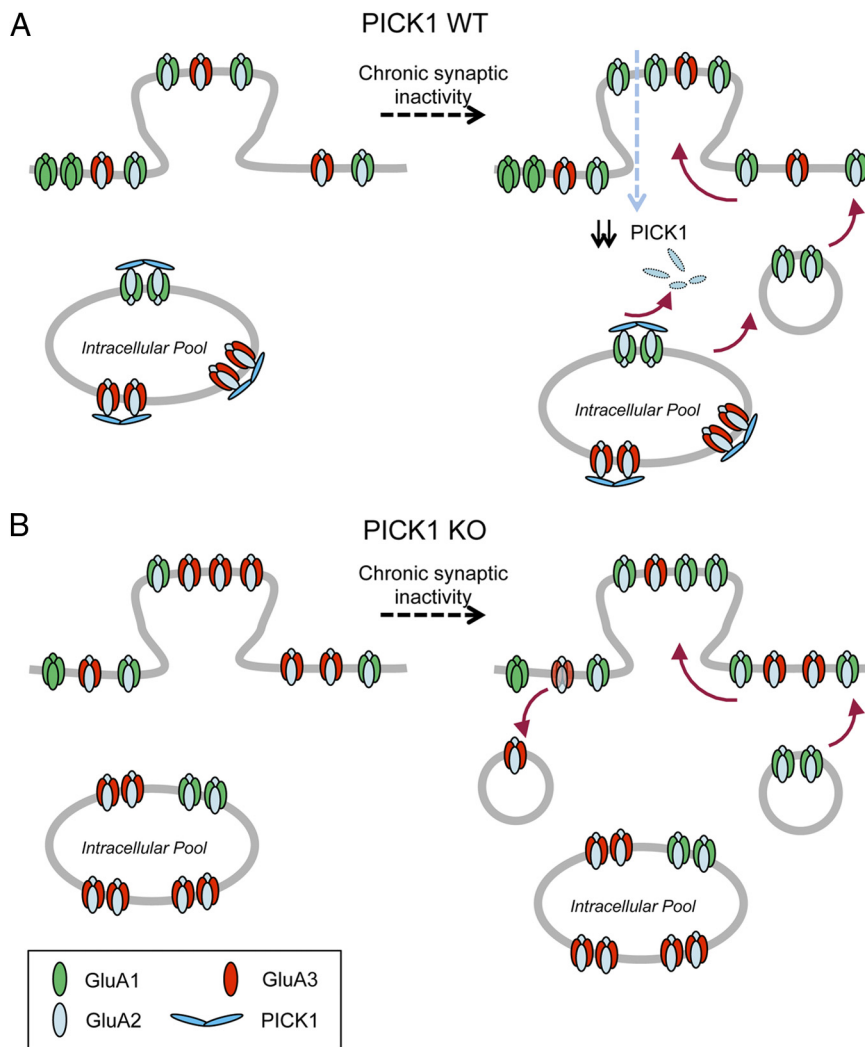 A
PICK1 WT
Chronic synaptic
inactivity
PICK1
Intracellular Pool
Intracellular Pool
B
PICK1 KO
Chronic synaptic
inactivity
Intracellular Pool
Intracellular Pool
GluA1
GluA3
GluA2
PICK1